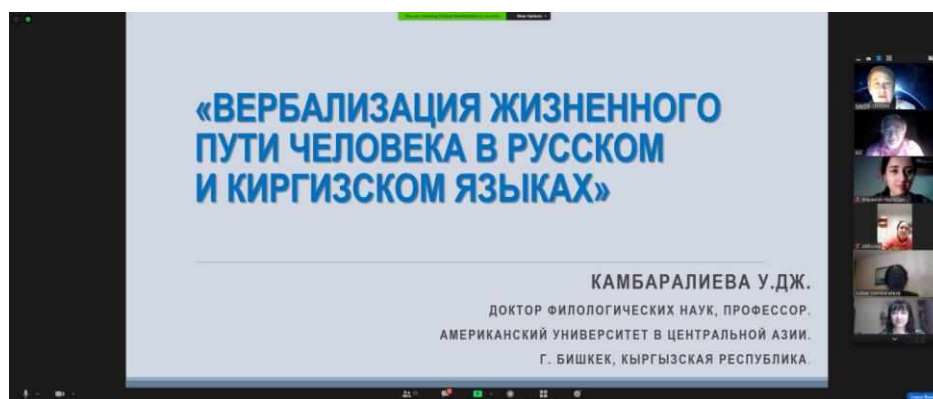 «ВЕРБАЛИЗАЦИЯ ЖИЗНЕННОГО
ПУТИ ЧЕЛОВЕКА В РУССКОМ
И КИРГИЗСКОМ ЯЗЫКАХ»
КАМБАРАЛИЕВА У.ДЖ.
ДОКТОР ФИЛОЛОГИЧЕСКИХ НАУК, ПРОФЕССОР.
АМЕРИКАНСКИЙ УНИВЕРСИТЕТ В ЦЕНТРАЛЬНОЙ АЗИИ.
Г. БИШКЕК, КЫРГЫЗСКАЯ РЕСПУБЛИКА.